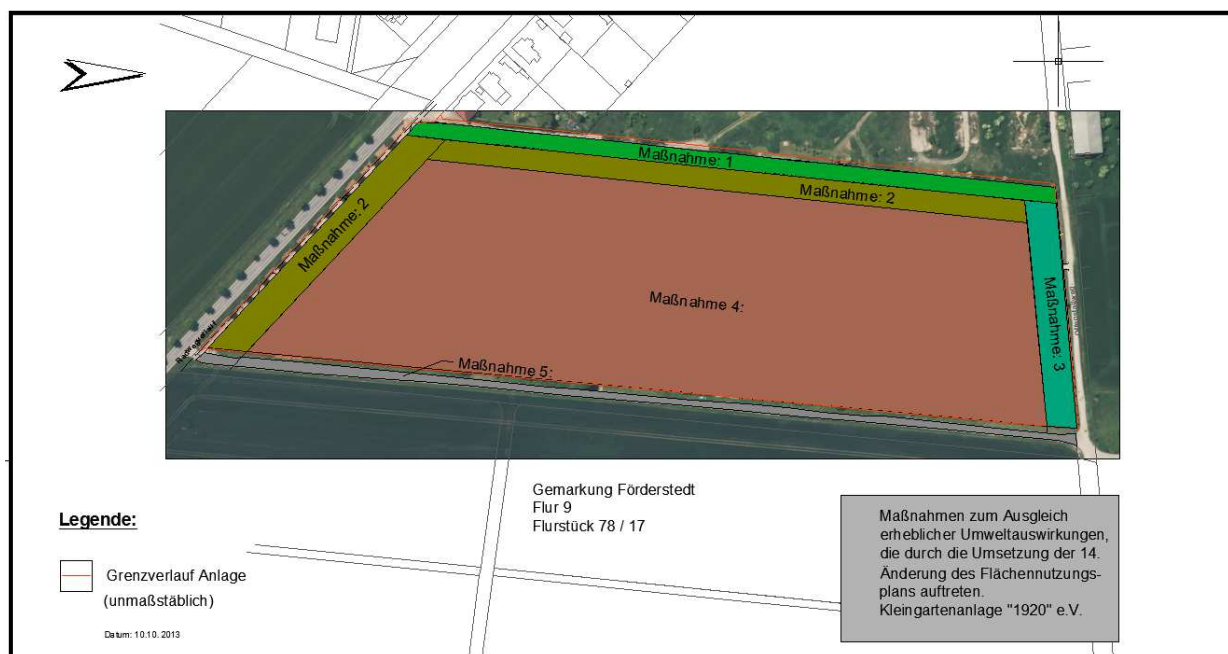 Maßnahme: 1
Maßnahme: 2
Maßnahme: 2
Maßnahme 4:
Maßnahme: 3
Maßnahme 5:
Gemarkung Förderstedt
Flur 9
Flurstück 78 / 17
Legende:
Grenzverlauf Anlage
(unmaßstäblich)
Datum: 10.10. 2013
Maßnahmen zum Ausgleich
erheblicher Umweltauswirkungen,
die durch die Umsetzung der 14.
Änderung des Flächennutzungs-
plans auftreten.
Kleingartenanlage "1920" e.V.